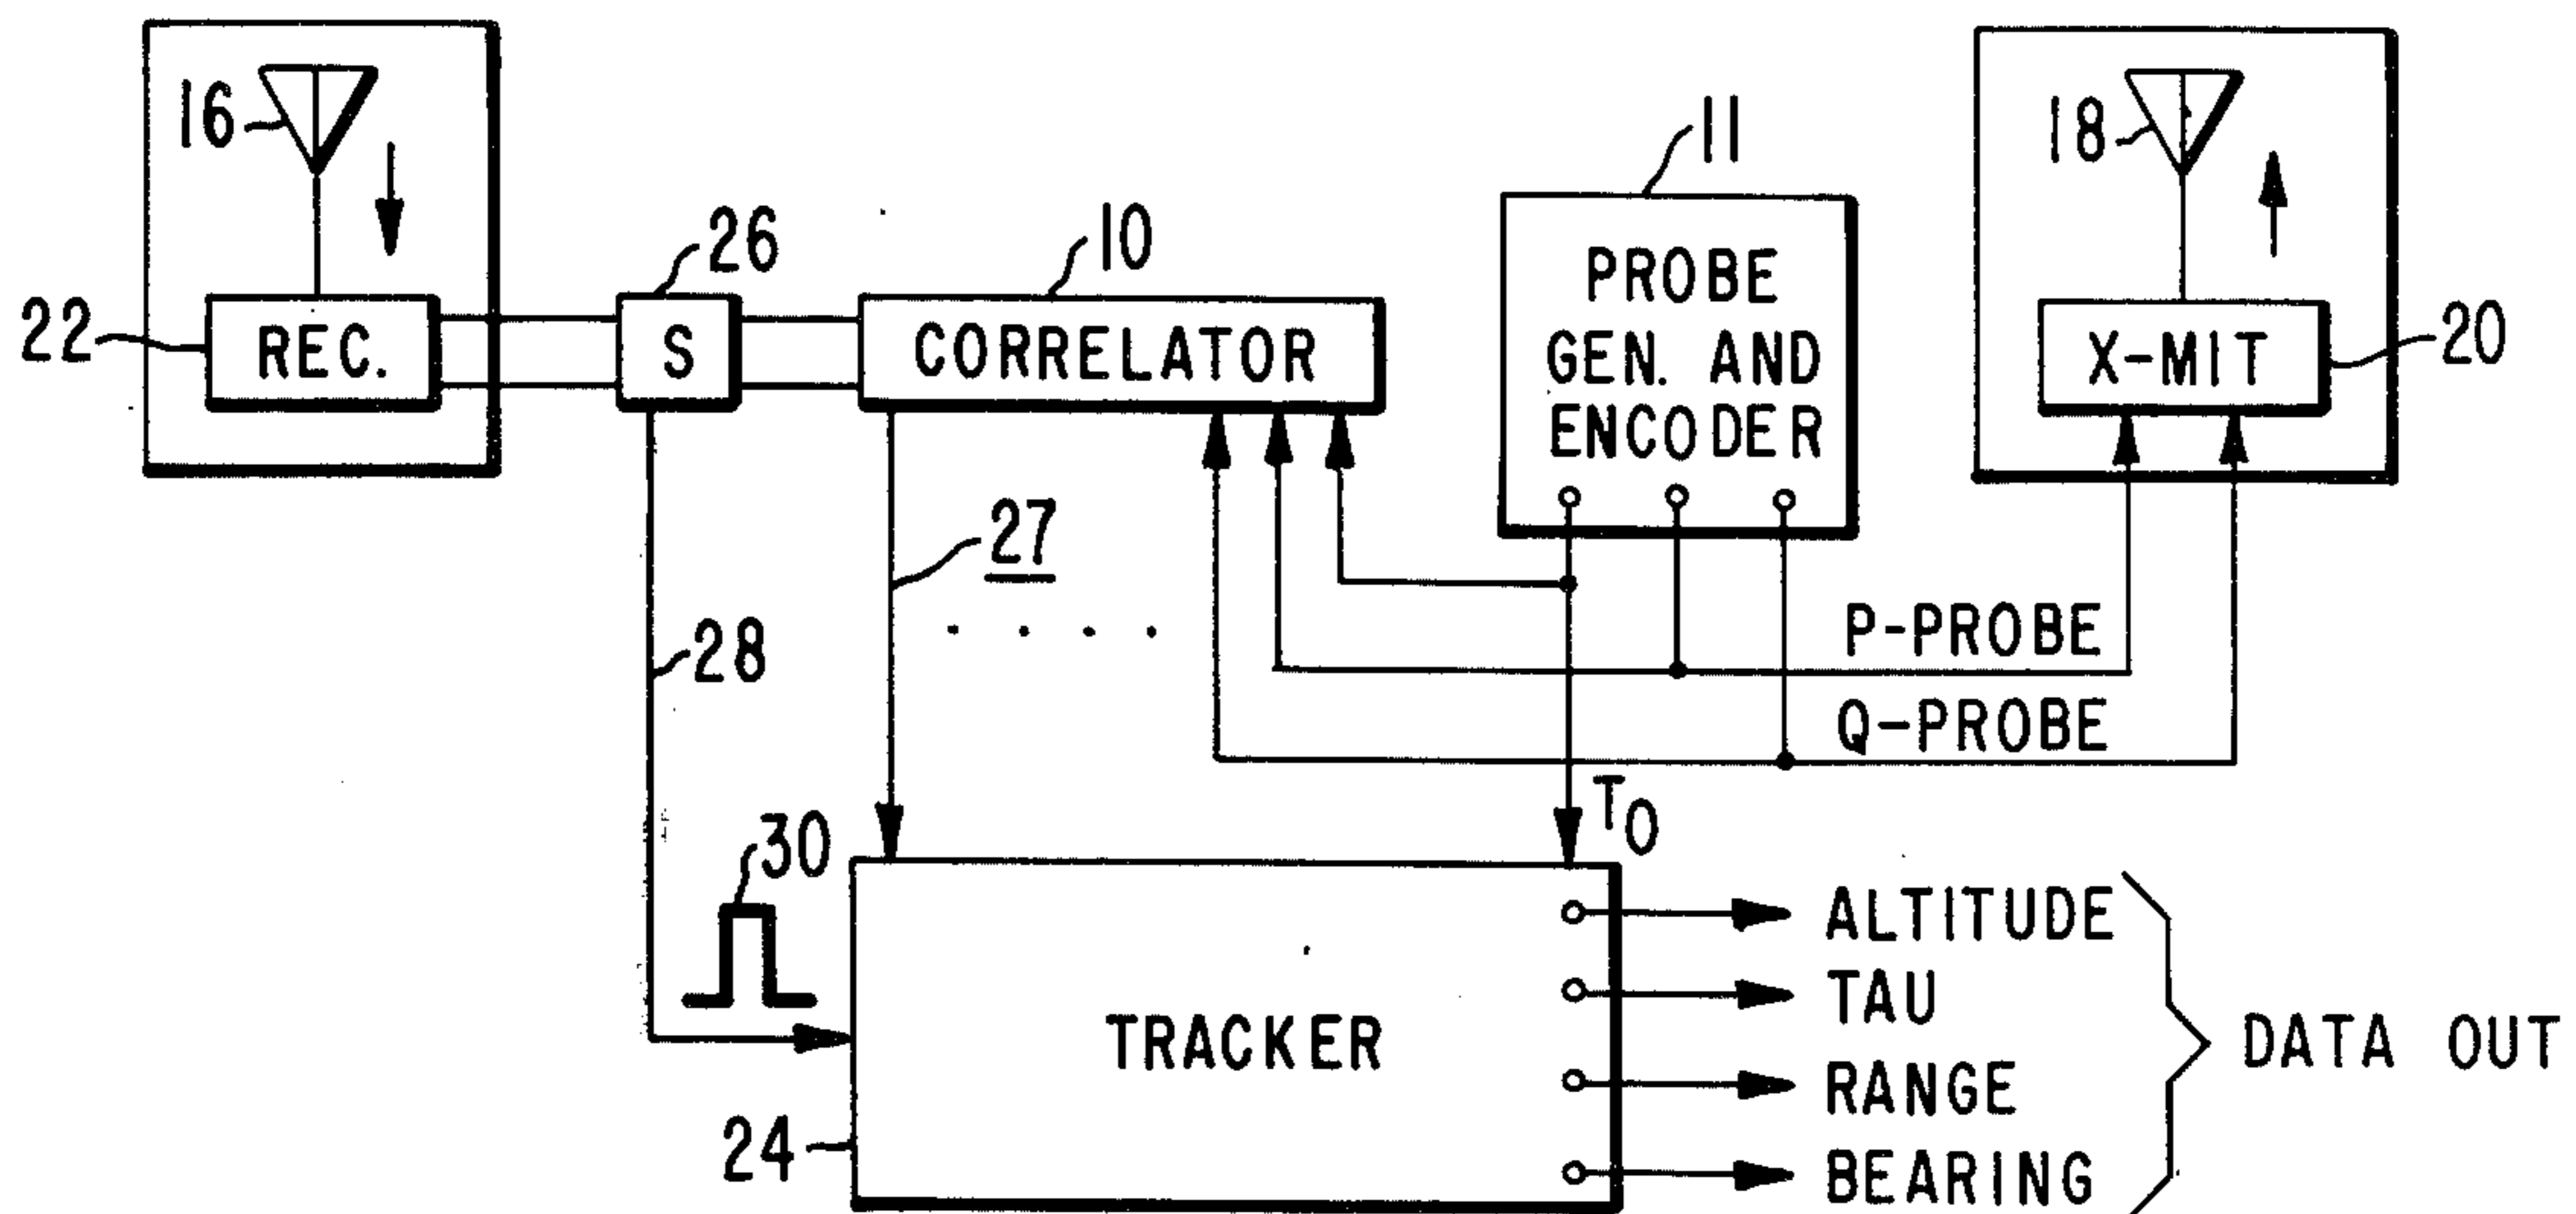 16
22
REC.
26
S
10
CORRELATOR
11
PROBE
GEN. AND
ENCODER
18
X-MIT
20
27
28
30
P-PROBE
Q-PROBE
T0
24
TRACKER
ALTITUDE
TAU
RANGE
BEARING
DATA OUT